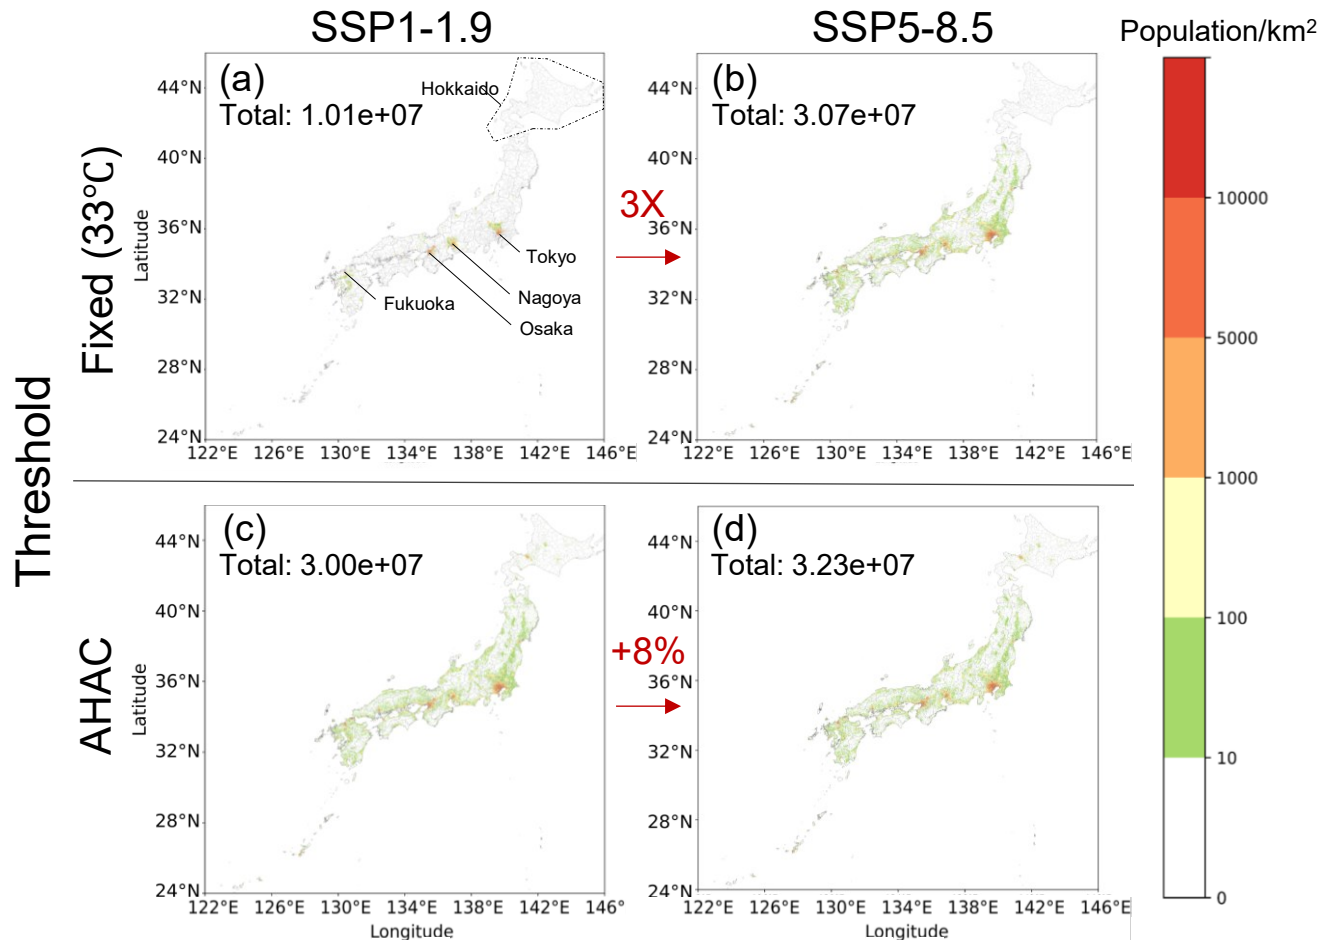 SSP1-1.9
SSP5-8.5
Population/km²
Threshold
Fixed (33°C)
(a)
Total: 1.01e+07
Hokkaido
Tokyo
Nagoya
Osaka
Fukuoka
Latitude
44°N
40°N
36°N
32°N
28°N
24°N
122°E 126°E 130°E 134°E 138°E 142°E 146°E
3X
(b)
Total: 3.07e+07
44°N
40°N
36°N
32°N
28°N
24°N
122°E 126°E 130°E 134°E 138°E 142°E 146°E
AHAC
(c)
Total: 3.00e+07
Latitude
44°N
40°N
36°N
32°N
28°N
24°N
122°E 126°E 130°E 134°E 138°E 142°E 146°
Longitude
+8%
(d)
Total: 3.23e+07
44°N
40°N
36°N
32°N
28°N
24°N
122°E 126°E 130°E 134°E 138°E 142°E 146°E
Longitude
10000
5000
1000
100
10
0